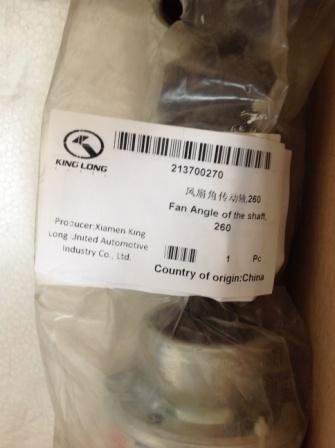 KING LONG
213700270
风扇角传动轴,260
Fan Angle of the shaft,
260
Producer:Xiamen King
Long United Automotive
Industry Co., Ltd.
1 Pc
Country of origin:China